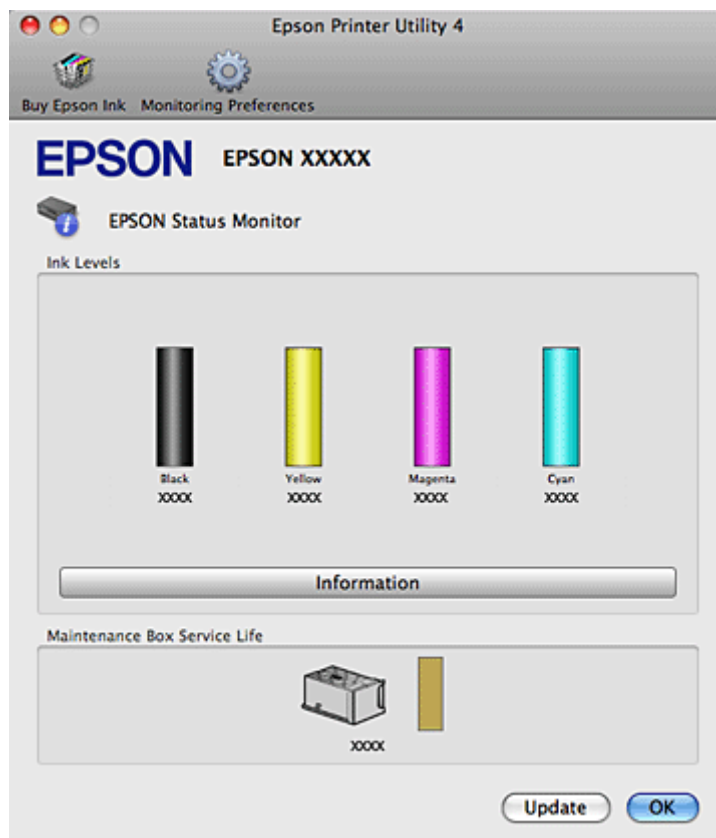 Epson Printer Utility 4
Buy Epson Ink Monitoring Preferences
EPSON EPSON XXXXX
EPSON Status Monitor
Ink Levels
Black Yellow Magenta Cyan
XXXX XXXX XXXX XXXX
Information
Maintenance Box Service Life
XXXX
Update OK